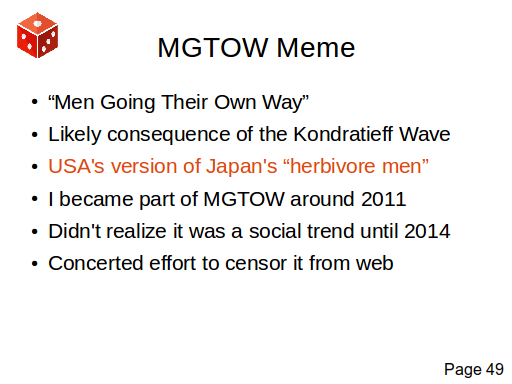 MGTOW Meme
• “Men Going Their Own Way”
• Likely consequence of the Kondratieff Wave
• USA's version of Japan's “herbivore men”
• I became part of MGTOW around 2011
• Didn't realize it was a social trend until 2014
• Concerted effort to censor it from web
Page 49